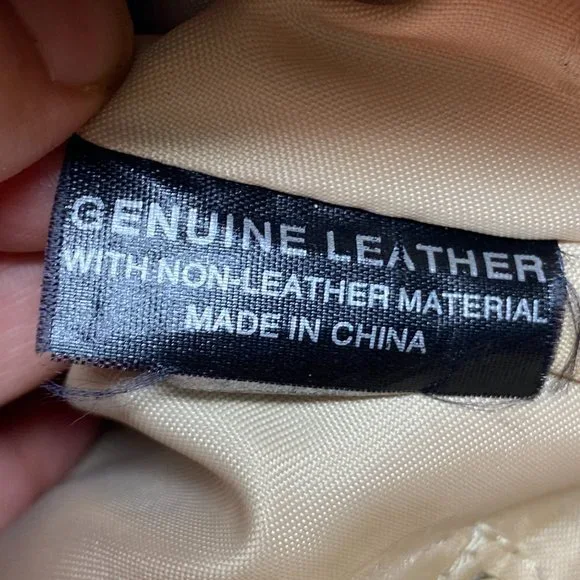 GENUINE LEATHER
WITH NON-LEATHER MATERIAL
MADE IN CHINA